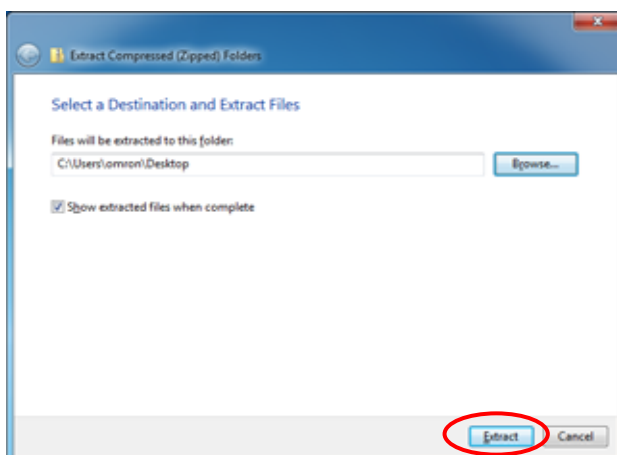 Extract Compressed (Zipped) Folders
Select a Destination and Extract Files
Files will be extracted to this folder:
C:\Users\omron\Desktop
Browse...
Show extracted files when complete
Extract
Cancel